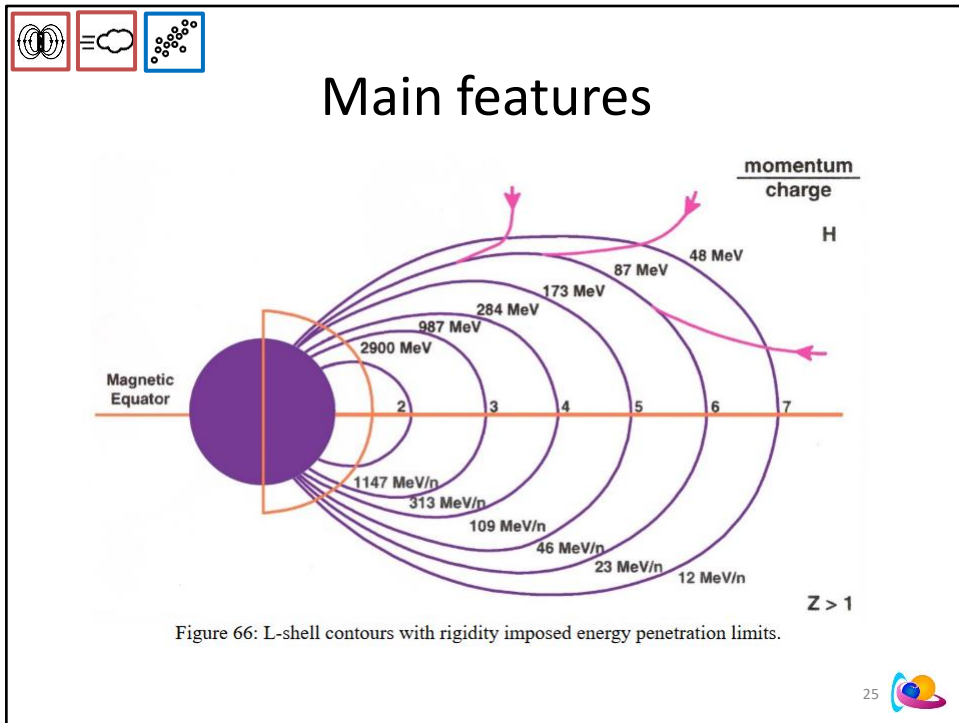 Main features
momentum
charge
H
48 MeV
87 MeV
173 MeV
284 MeV
987 MeV
2900 MeV
Magnetic
Equator
2
3
4
5
6
7
1147 MeV/n
313 MeV/n
109 MeV/n
46 MeV/n
23 MeV/n
12 MeV/n
Z > 1
Figure 66: L-shell contours with rigidity imposed energy penetration limits.
25